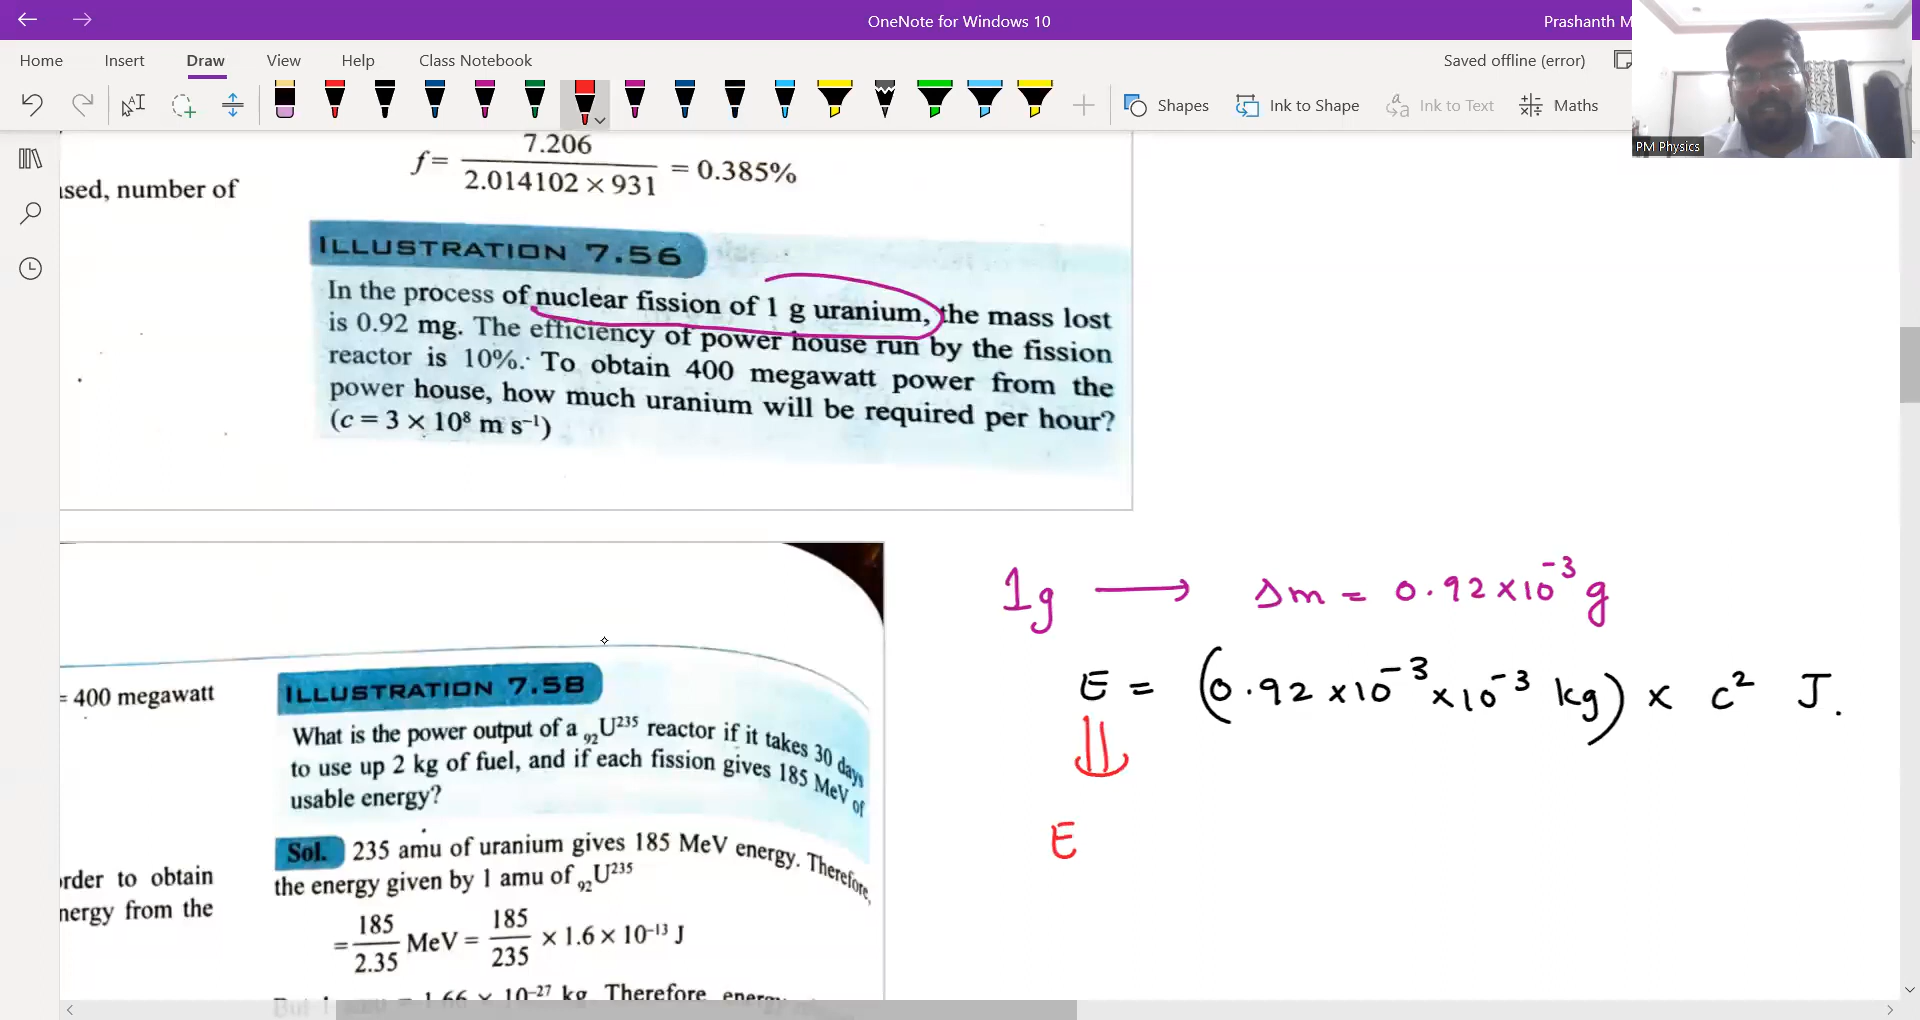 OneNote for Windows 10
Prashanth M
Home Insert Draw View Help Class Notebook
Saved offline (error)
Shapes Ink to Shape Ink to Text Maths
PM Physics
ased, number of
f = 7.206 / 2.014102 × 931 = 0.385%
ILLUSTRATION 7.56
In the process of nuclear fission of 1 g uranium, the mass lost
is 0.92 mg. The efficiency of power house run by the fission
reactor is 10%. To obtain 400 megawatt power from the
power house, how much uranium will be required per hour?
(c = 3 × 10⁸ m s⁻¹)
1g → Δm = 0.92×10⁻³ g
E = (0.92×10⁻³×10⁻³ kg) × c² J.
E
= 400 megawatt
order to obtain
nergy from the
ILLUSTRATION 7.58
What is the power output of a ₉₂U²³⁵ reactor if it takes 30 days
to use up 2 kg of fuel, and if each fission gives 185 MeV of
usable energy?
Sol. 235 amu of uranium gives 185 MeV energy. Therefore,
the energy given by 1 amu of ₉₂U²³⁵
= 185 / 2.35 MeV = 185 / 235 × 1.6 × 10⁻¹³ J
1.66 × 10⁻²⁷ kg. Therefore